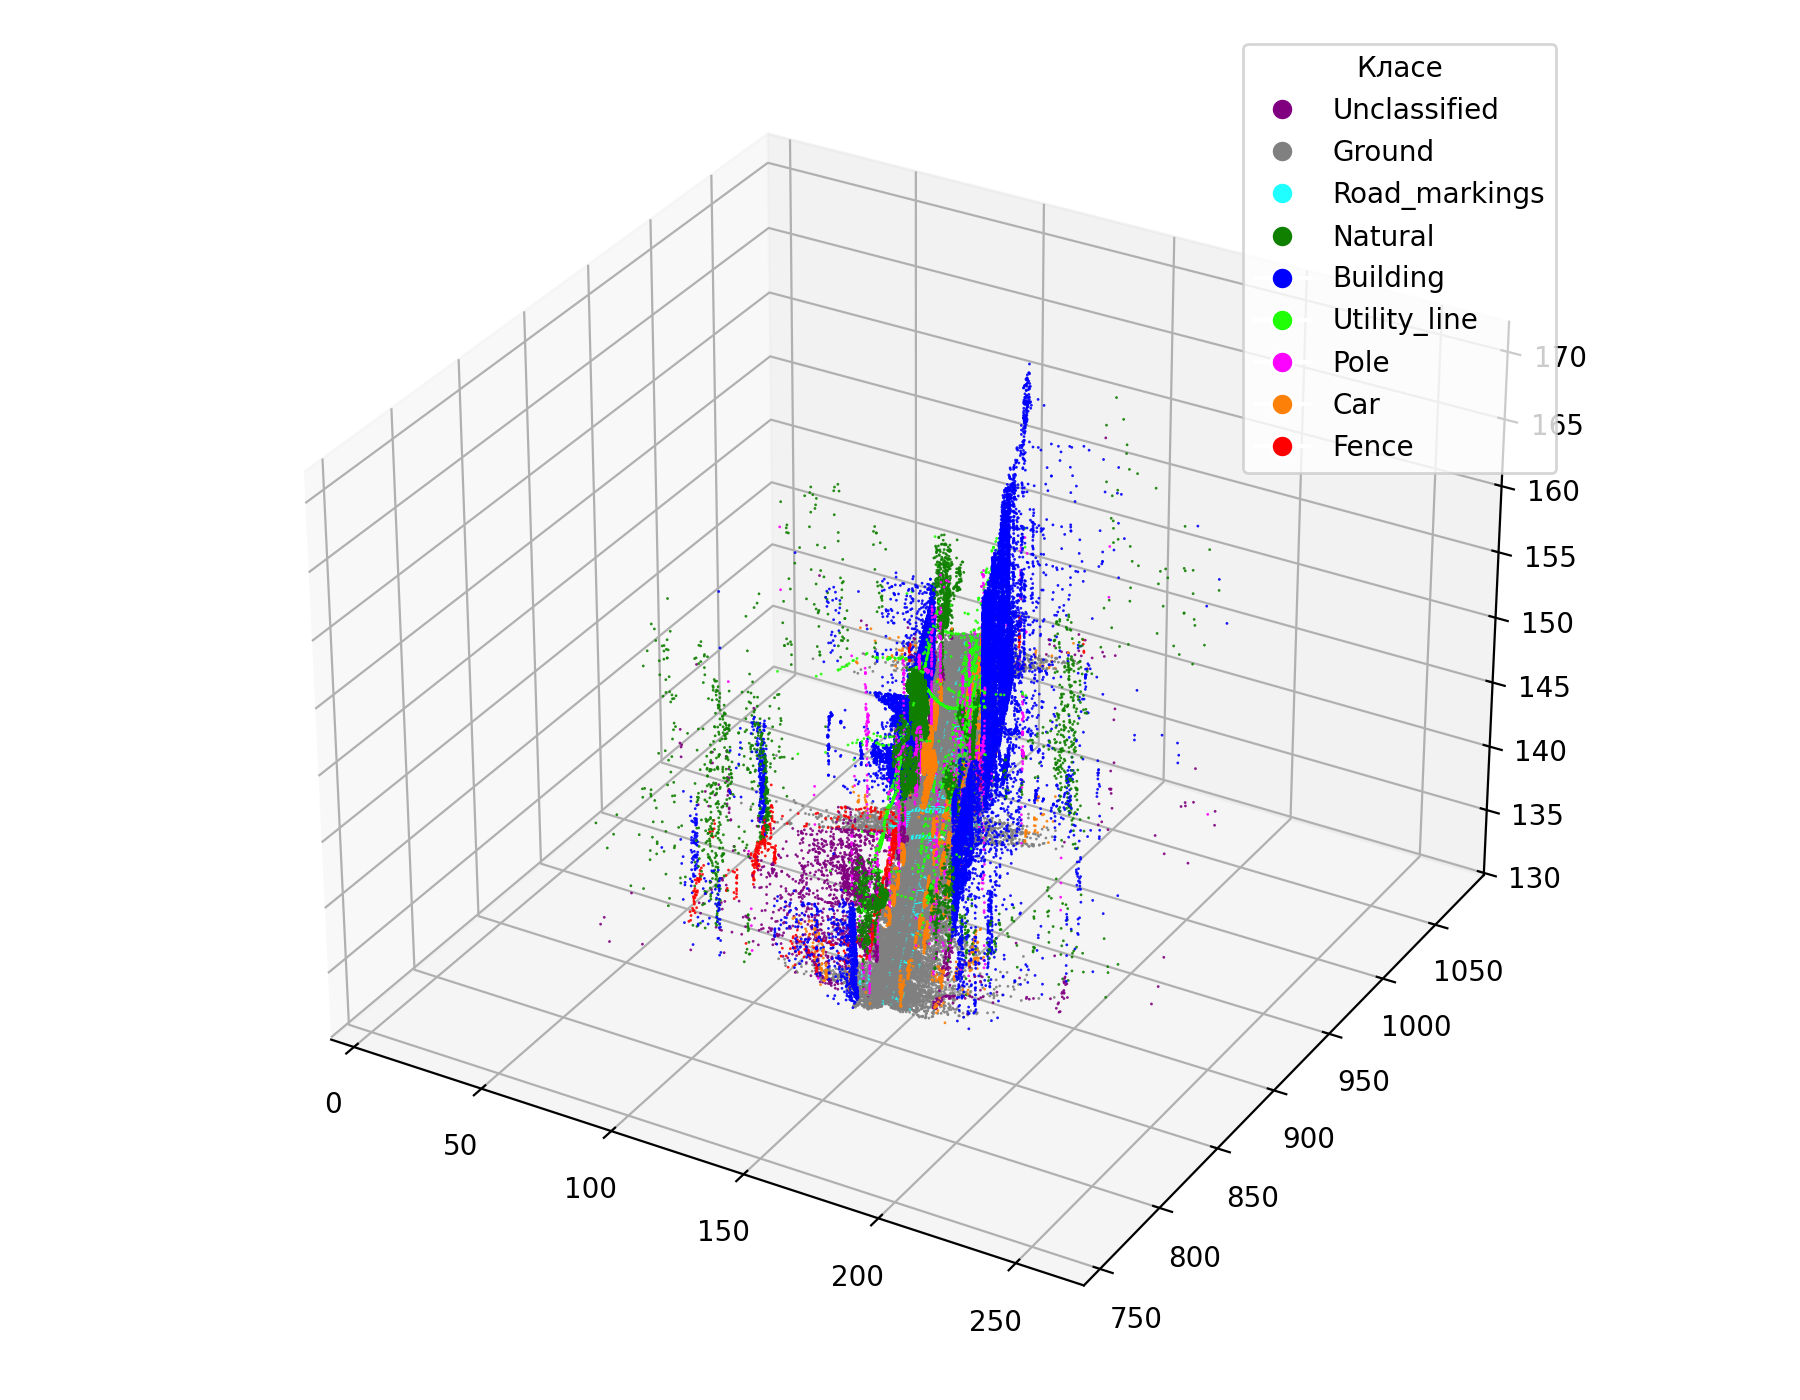 Класе
Unclassified
Ground
Road_markings
Natural
Building
Utility_line
Pole
Car
Fence
170
165
160
155
150
145
140
135
130
1050
1000
950
900
850
800
750
0
50
100
150
200
250